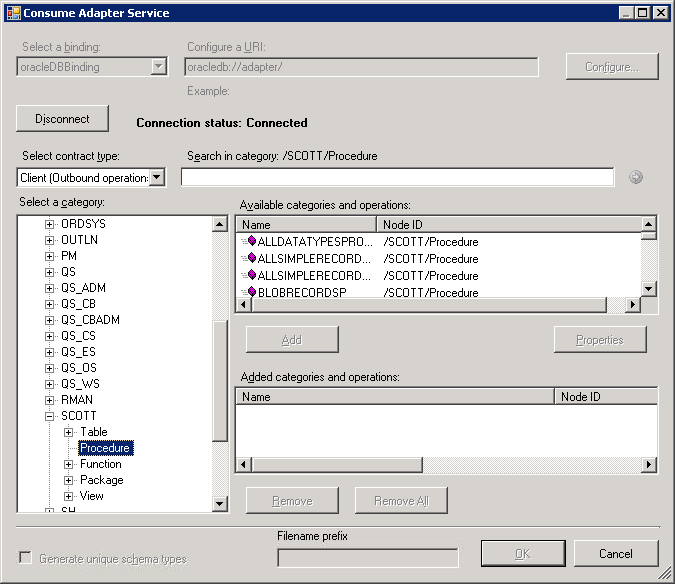 Consume Adapter Service
Select a binding:
Configure a URI:
oracleDBBinding
oracledb://adapter/
Configure...
Example:
Disconnect
Connection status: Connected
Select contract type:
Search in category: /SCOTT/Procedure
Client (Outbound operation:
Select a category:
Available categories and operations:
ORDSYS
OUTLN
PM
QS
QS_ADM
QS_CB
QS_CBADM
QS_CS
QS_ES
QS_OS
QS_WS
RMAN
SCOTT
Table
Procedure
Function
Package
View
SH
Name Node ID
ALLDATATYPESPRO... /SCOTT/Procedure
ALLSIMPLERECORD... /SCOTT/Procedure
ALLSIMPLERECORD... /SCOTT/Procedure
BLOBRECORDSP /SCOTT/Procedure
Add
Properties
Added categories and operations:
Name Node ID
Remove
Remove All
Generate unique schema types
Filename prefix
OK
Cancel